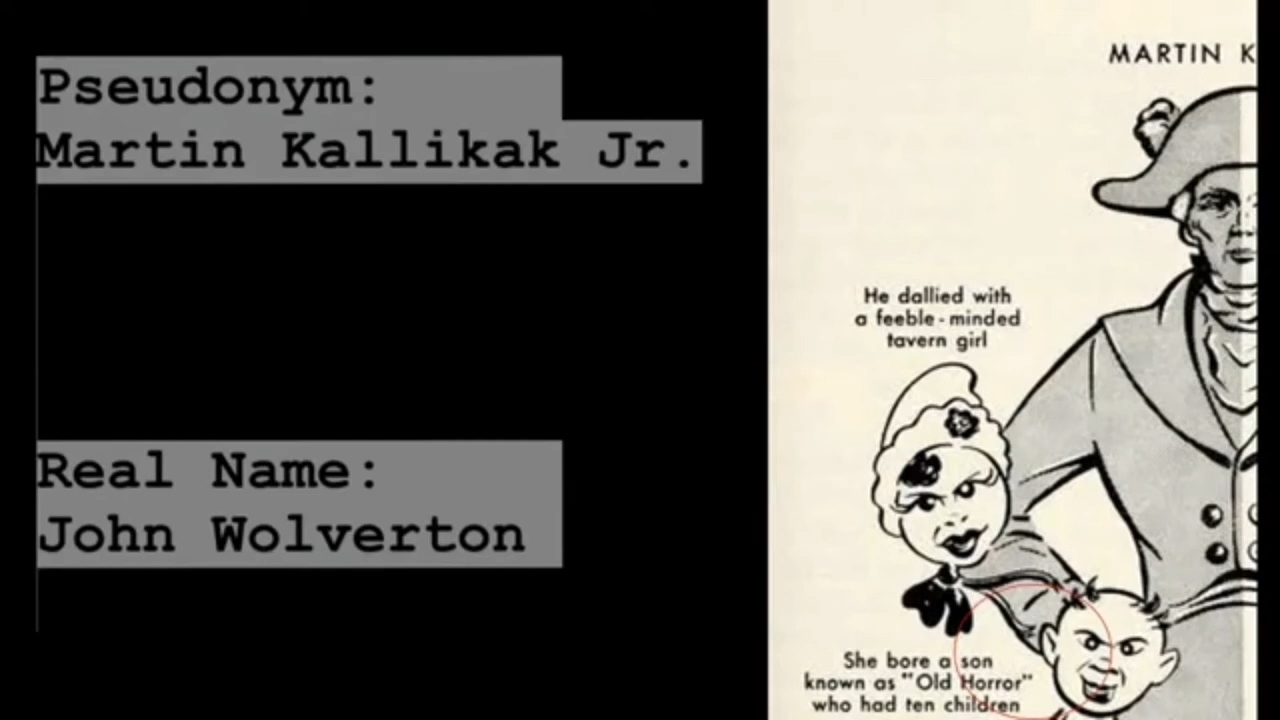 Pseudonym:
Martin Kallikak Jr.
Real Name:
John Wolverton
MARTIN K
He dallied with
a feeble-minded
tavern girl
She bore a son
known as "Old Horror"
who had ten children